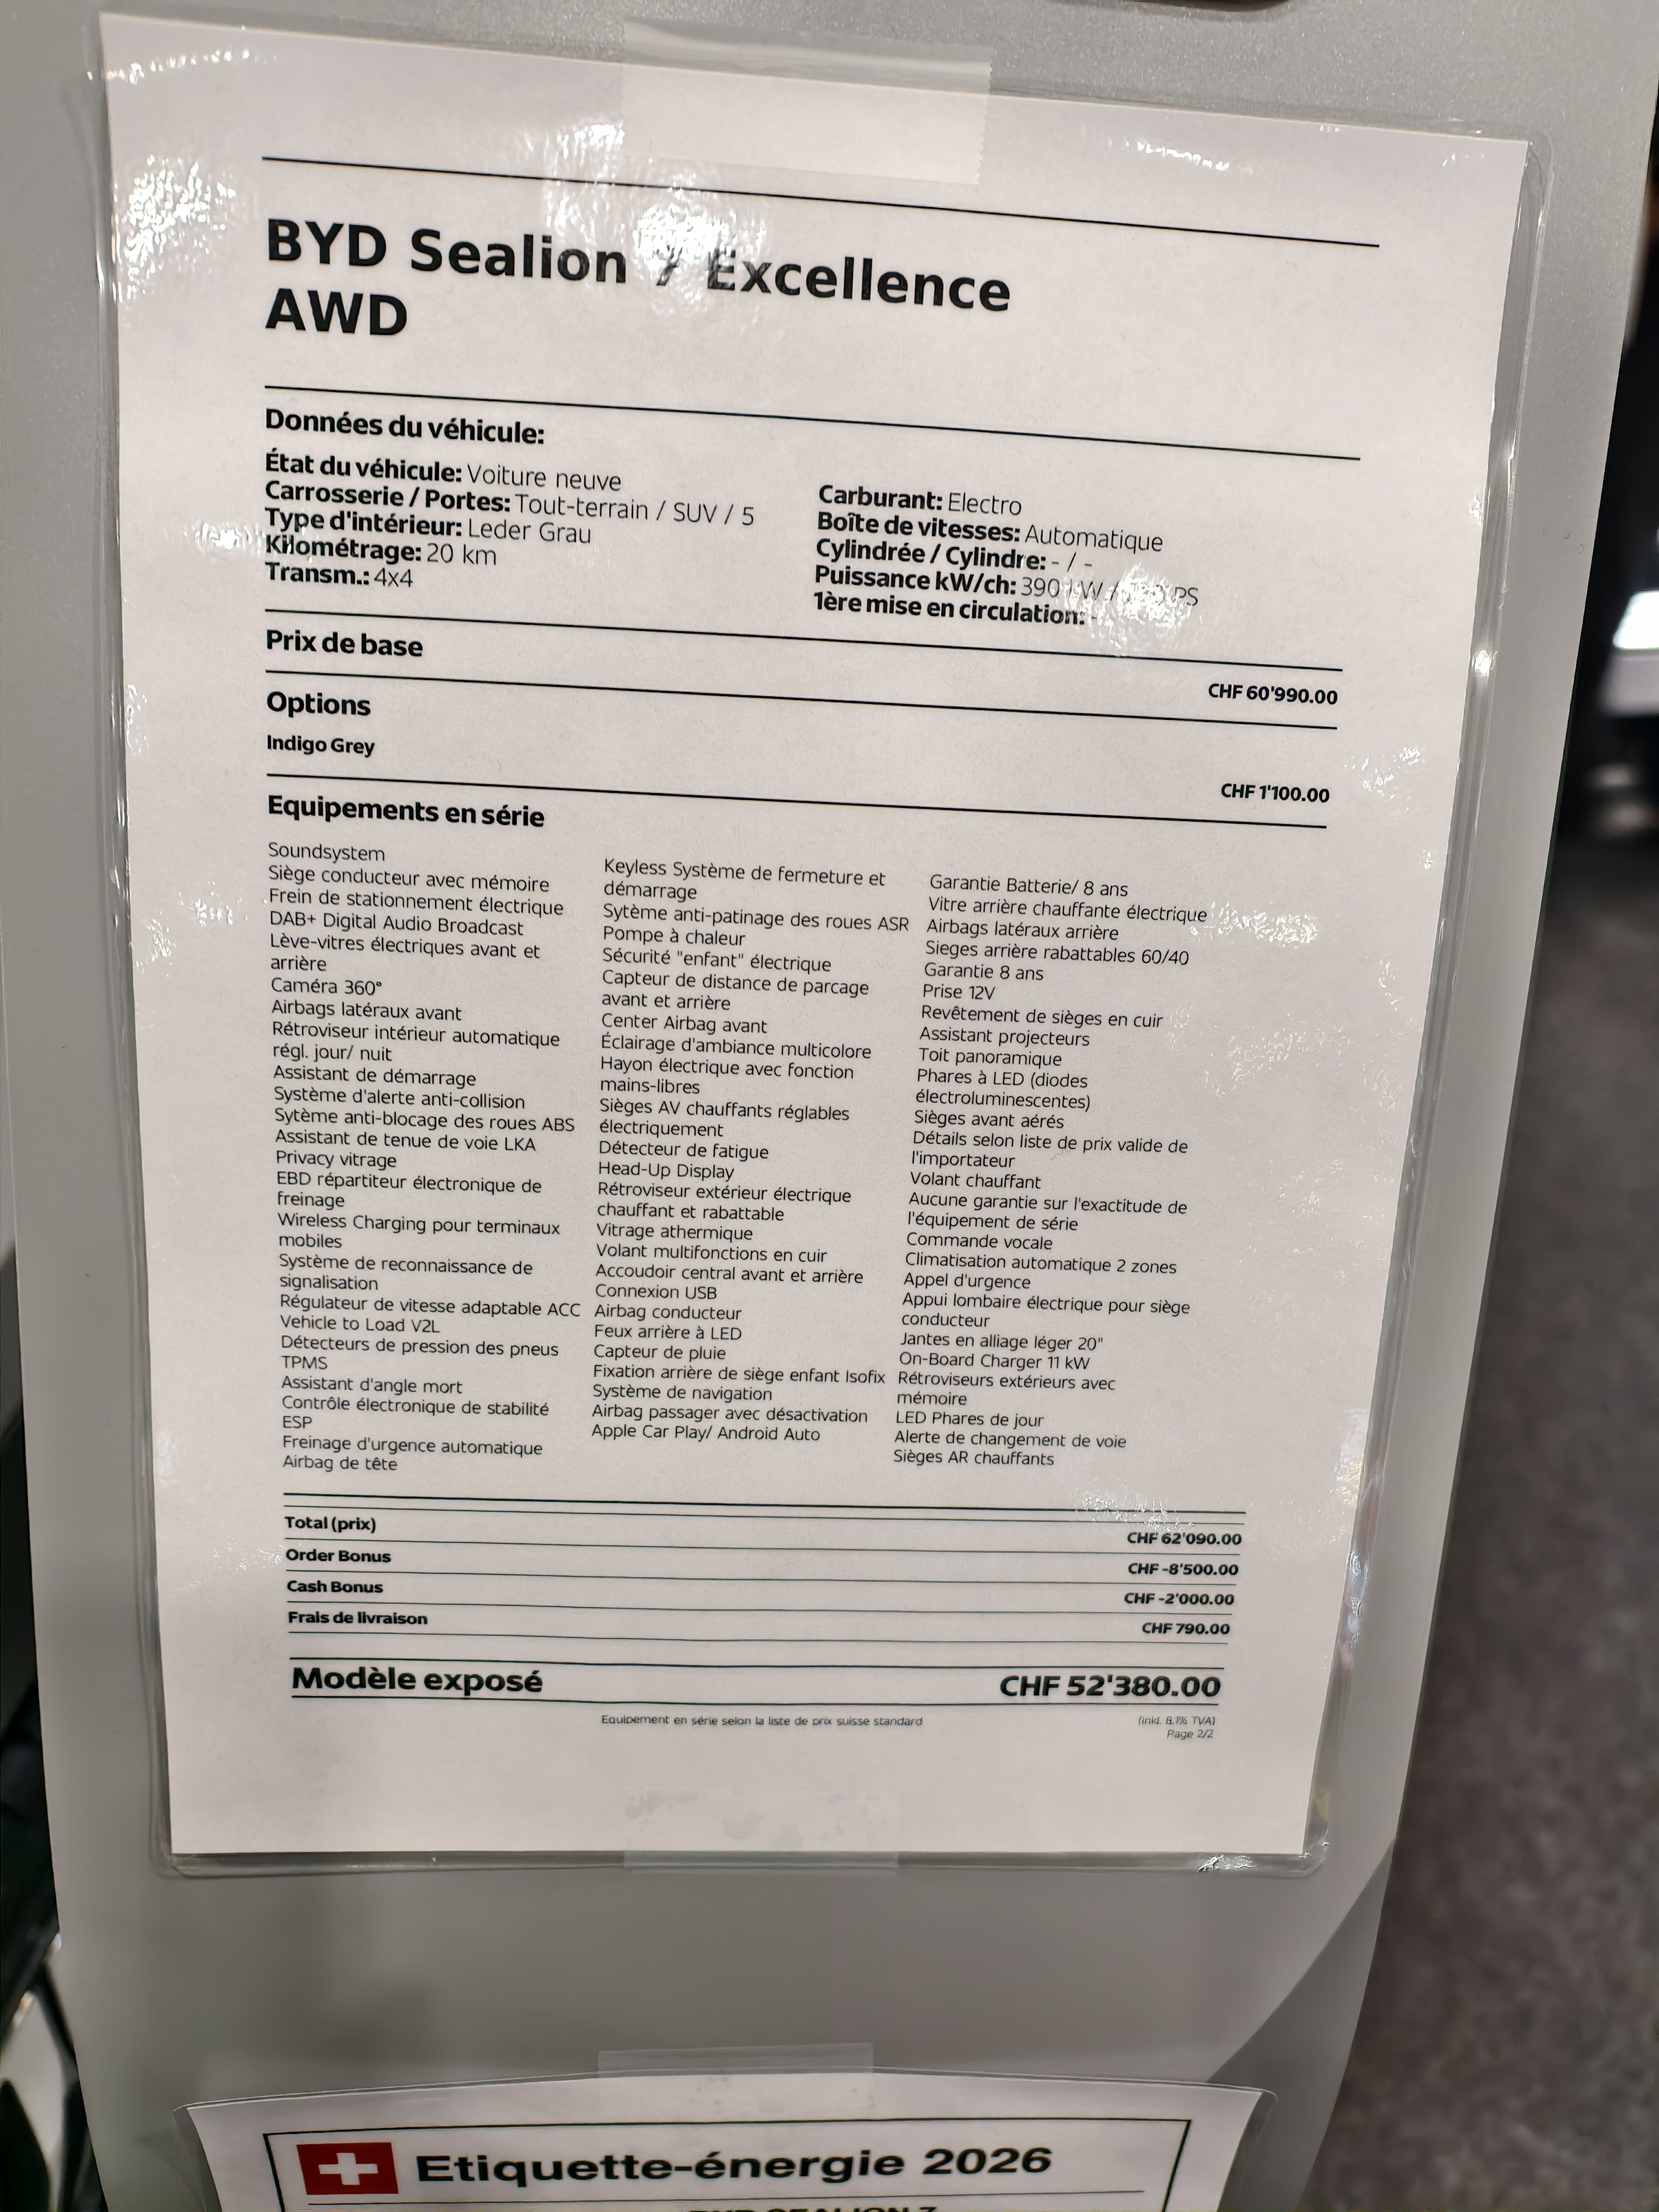 BYD Sealion 7 Excellence
AWD
Données du véhicule:
État du véhicule: Voiture neuve
Carrosserie / Portes: Tout-terrain / SUV / 5
Type d'intérieur: Leder Grau
Kilométrage: 20 km
Transm.: 4x4
Carburant: Electro
Boîte de vitesses: Automatique
Cylindrée / Cylindre: - / -
Puissance kW/ch: 390 kW / PS
1ère mise en circulation: -
Prix de base
CHF 60'990.00
Options
Indigo Grey
CHF 1'100.00
Equipements en série
Soundsystem
Siège conducteur avec mémoire
Frein de stationnement électrique
DAB+ Digital Audio Broadcast
Lève-vitres électriques avant et
arrière
Caméra 360°
Airbags latéraux avant
Rétroviseur intérieur automatique
régl. jour/ nuit
Assistant de démarrage
Système d'alerte anti-collision
Sytème anti-blocage des roues ABS
Assistant de tenue de voie LKA
Privacy vitrage
EBD répartiteur électronique de
freinage
Wireless Charging pour terminaux
mobiles
Système de reconnaissance de
signalisation
Régulateur de vitesse adaptable ACC
Vehicle to Load V2L
Détecteurs de pression des pneus
TPMS
Assistant d'angle mort
Contrôle électronique de stabilité
ESP
Freinage d'urgence automatique
Airbag de tête
Keyless Système de fermeture et
démarrage
Sytème anti-patinage des roues ASR
Pompe à chaleur
Sécurité "enfant" électrique
Capteur de distance de parcage
avant et arrière
Center Airbag avant
Éclairage d'ambiance multicolore
Hayon électrique avec fonction
mains-libres
Sièges AV chauffants réglables
électriquement
Détecteur de fatigue
Head-Up Display
Rétroviseur extérieur électrique
chauffant et rabattable
Vitrage athermique
Volant multifonctions en cuir
Accoudoir central avant et arrière
Connexion USB
Airbag conducteur
Feux arrière à LED
Capteur de pluie
Fixation arrière de siège enfant Isofix
Système de navigation
Airbag passager avec désactivation
Apple Car Play/ Android Auto
Garantie Batterie/ 8 ans
Vitre arrière chauffante électrique
Airbags latéraux arrière
Sieges arrière rabattables 60/40
Garantie 8 ans
Prise 12V
Revêtement de sièges en cuir
Assistant projecteurs
Toit panoramique
Phares à LED (diodes
électroluminescentes)
Sièges avant aérés
Détails selon liste de prix valide de
l'importateur
Volant chauffant
Aucune garantie sur l'exactitude de
l'équipement de série
Commande vocale
Climatisation automatique 2 zones
Appel d'urgence
Appui lombaire électrique pour siège
conducteur
Jantes en alliage léger 20"
On-Board Charger 11 kW
Rétroviseurs extérieurs avec
mémoire
LED Phares de jour
Alerte de changement de voie
Sièges AR chauffants
Total (prix)
CHF 62'090.00
Order Bonus
CHF -8'500.00
Cash Bonus
CHF -2'000.00
Frais de livraison
CHF 790.00
Modèle exposé
CHF 52'380.00
Equipement en série selon la liste de prix suisse standard
(inkl. 8.1% TVA)
Page 2/2
Etiquette-énergie 2026
BYD SEALION 7